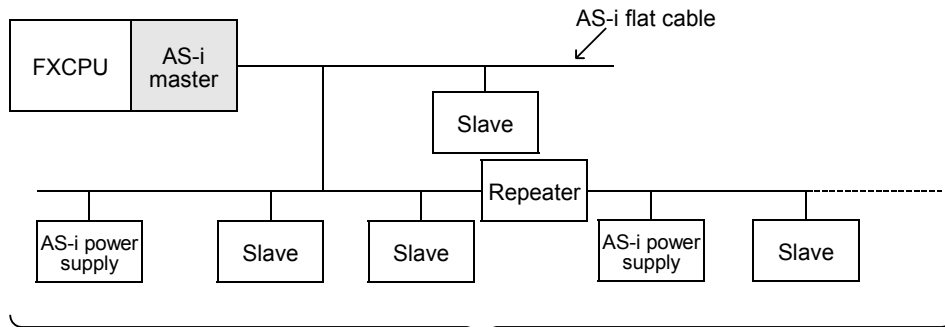 AS-i flat cable
FXCPU
AS-i
master
Slave
Repeater
AS-i power
supply
Slave
Slave
AS-i power
supply
Slave